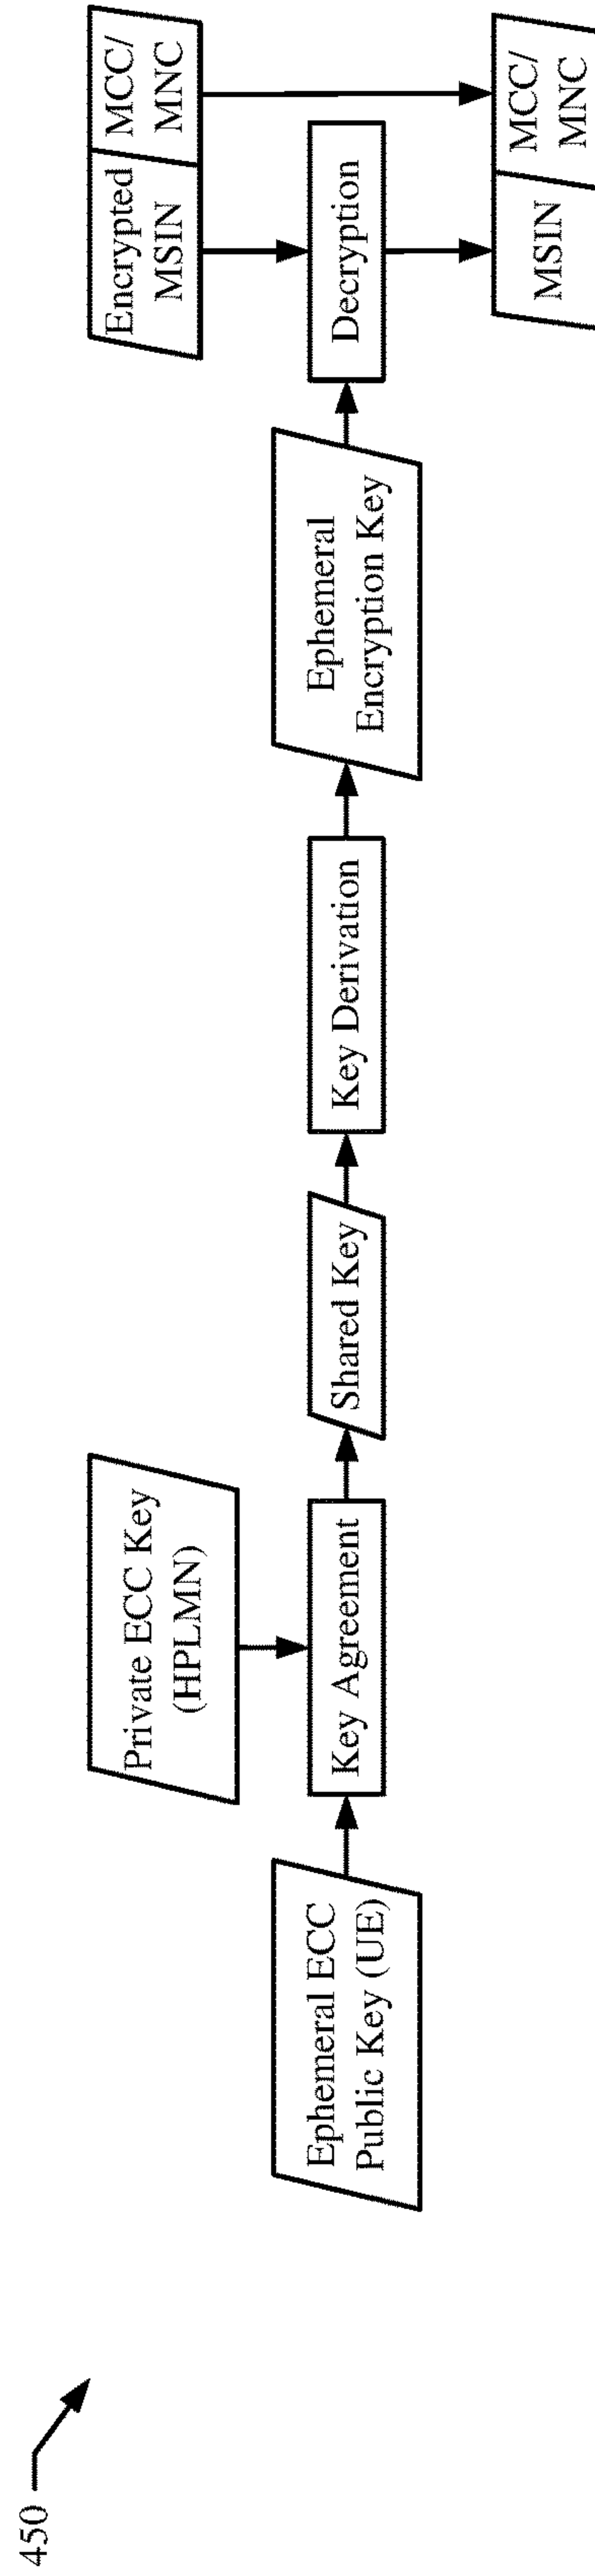 450
Ephemeral ECC
Public Key (UE)
Private ECC Key
(HPLMN)
Key Agreement
Shared Key
Key Derivation
Ephemeral
Encryption Key
Encrypted
MSIN
MCC/
MNC
Decryption
MSIN
MCC/
MNC